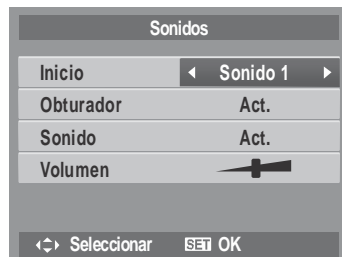 Sonidos
Inicio Sonido 1
Obturador Act.
Sonido Act.
Volumen
Seleccionar SET OK